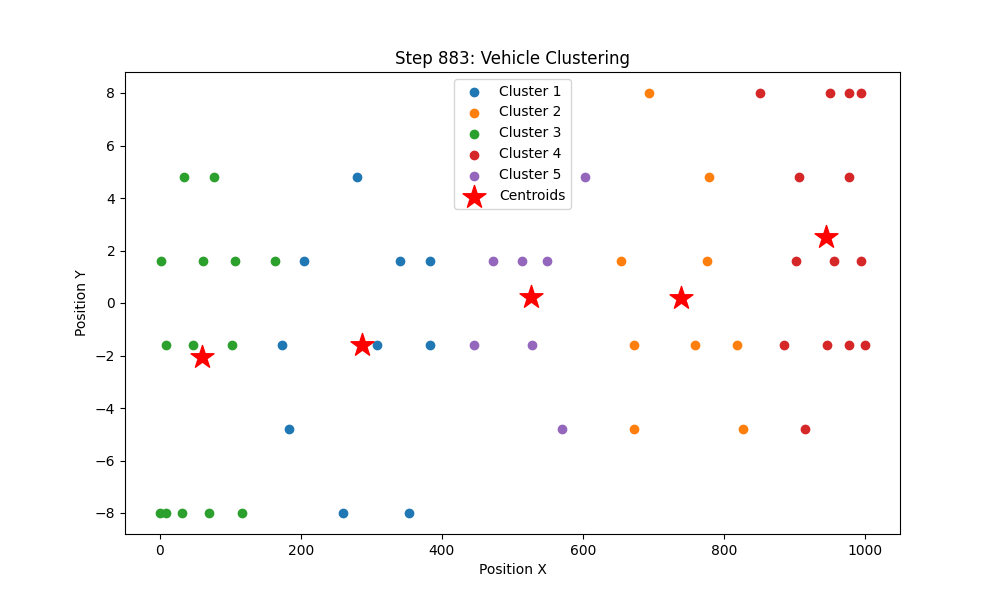 Step 883: Vehicle Clustering
Cluster 1
Cluster 2
Cluster 3
Cluster 4
Cluster 5
Centroids
8
6
4
2
0
−2
−4
−6
−8
Position Y
0
200
400
600
800
1000
Position X